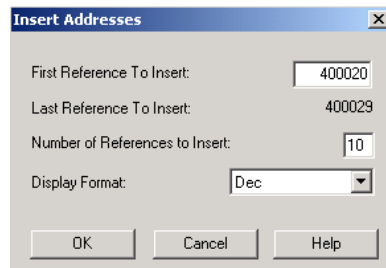 Insert Addresses
First Reference To Insert: 400020
Last Reference To Insert: 400029
Number of References to Insert: 10
Display Format: Dec
OK Cancel Help